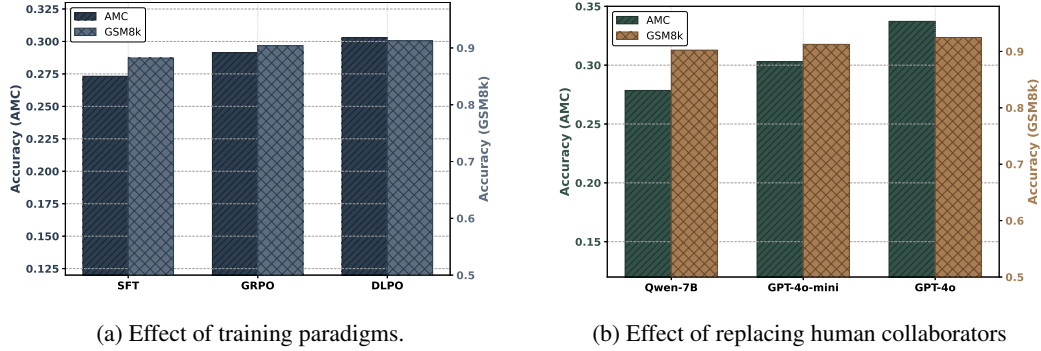 AMC
GSM8k
Accuracy (AMC)
0.325
0.300
0.275
0.250
0.225
0.200
0.175
0.150
0.125
0.9
0.8
0.7
0.6
0.5
Accuracy (GSM8k)
SFT GRPO DLPO
(a) Effect of training paradigms.
AMC
GSM8k
Accuracy (AMC)
0.35
0.30
0.25
0.20
0.15
0.9
0.8
0.7
0.6
0.5
Accuracy (GSM8k)
Qwen-7B GPT-4o-mini GPT-4o
(b) Effect of replacing human collaborators